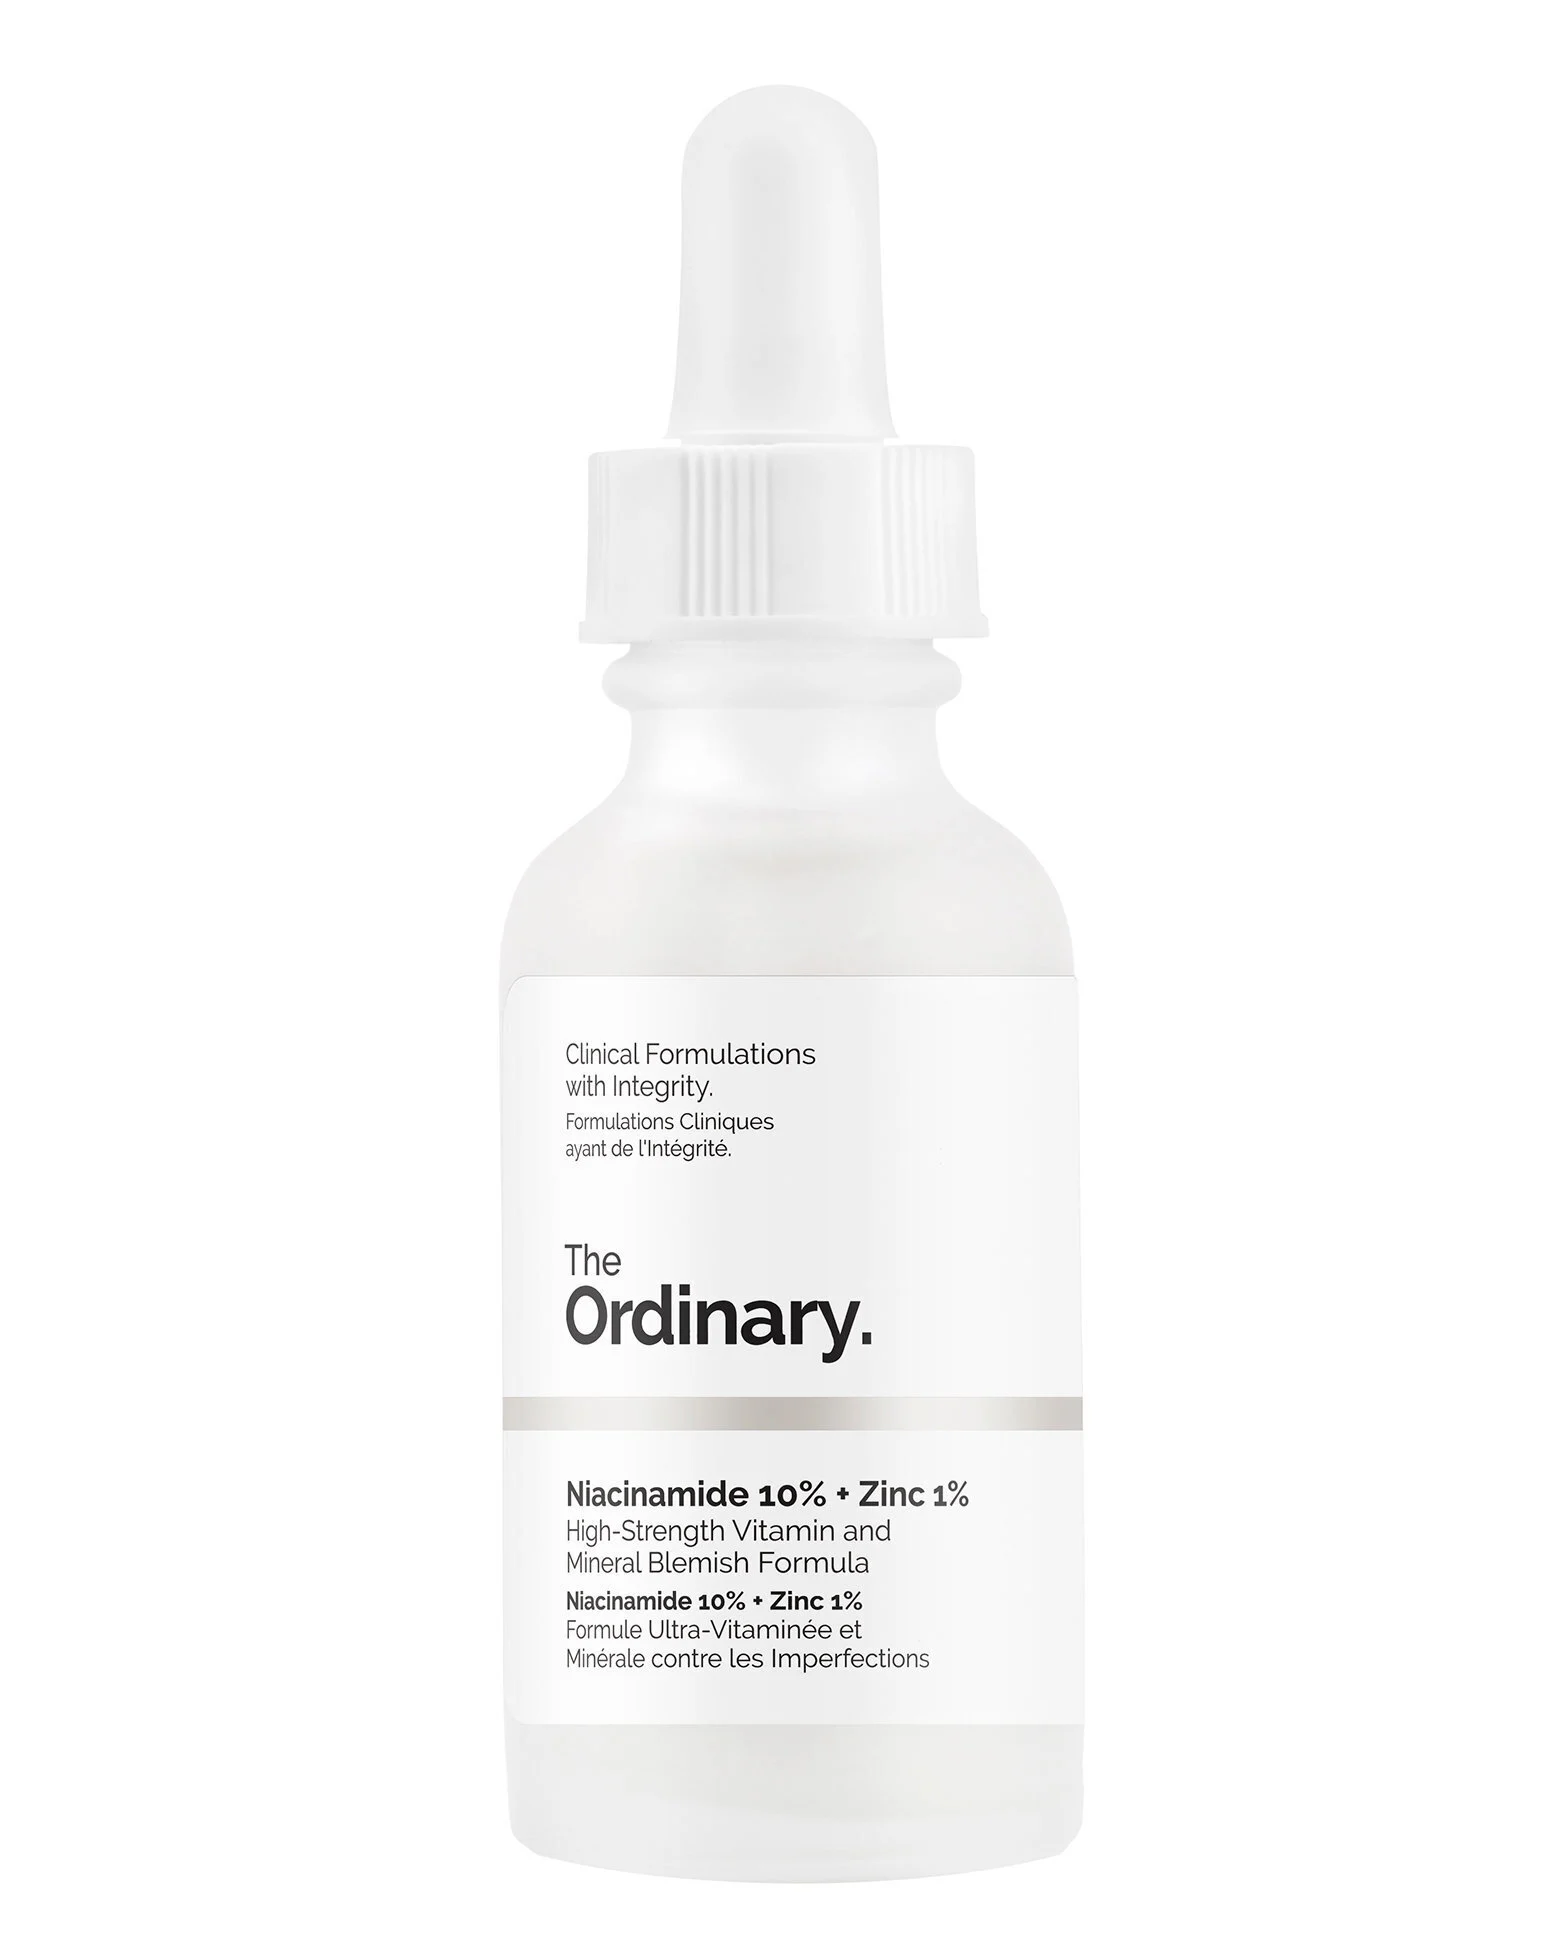 Clinical Formulations
with Integrity.
Formulations Cliniques
ayant de l'Intégrité.
The
Ordinary.
Niacinamide 10% + Zinc 1%
High-Strength Vitamin and
Mineral Blemish Formula
Niacinamide 10% + Zinc 1%
Formule Ultra-Vitaminée et
Minérale contre les Imperfections